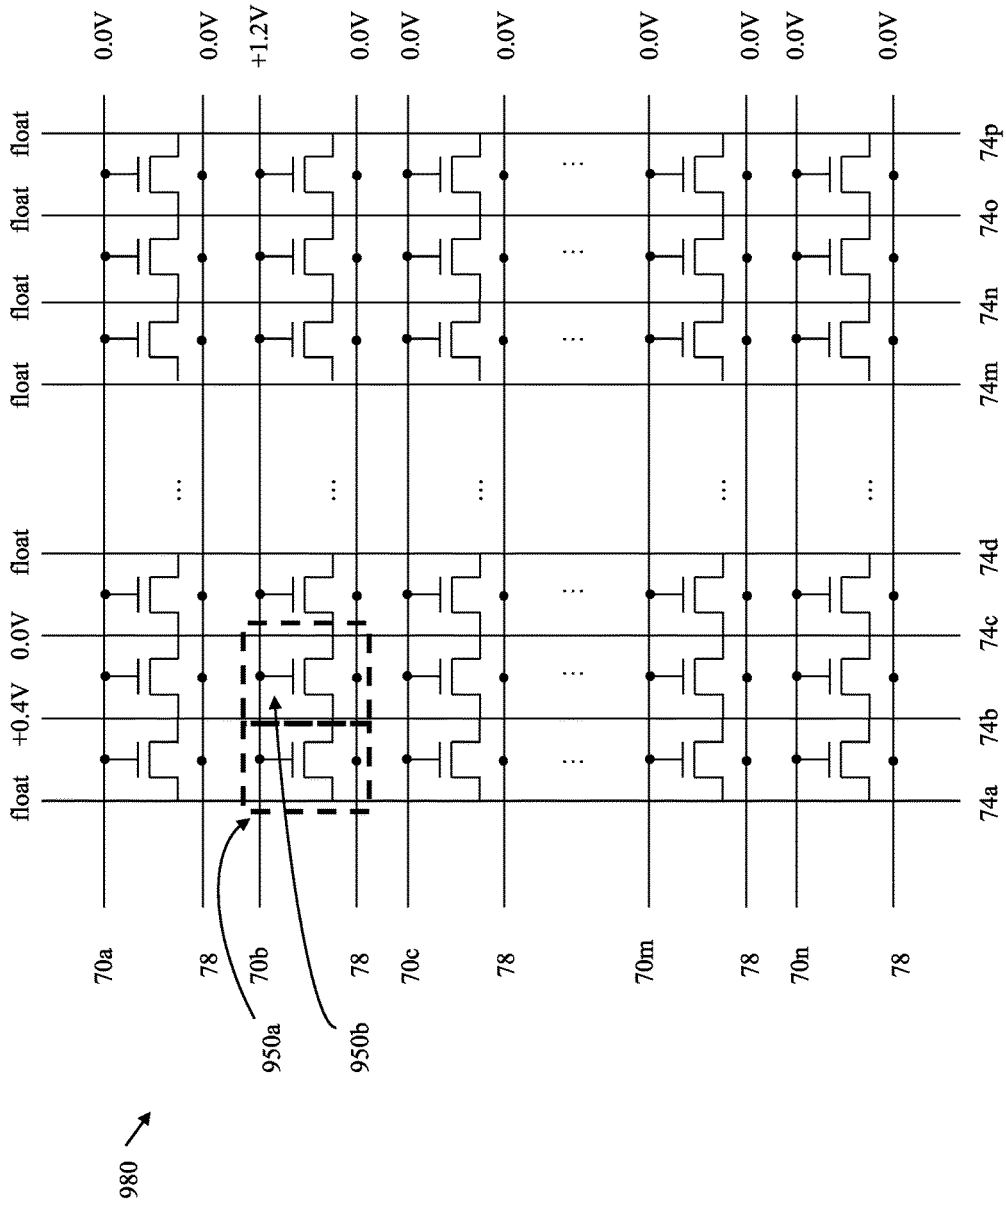 float +0.4V 0.0V float float float float float
70a 0.0V
980
78 0.0V
70b +1.2V
950a
78 0.0V
950b
70c 0.0V
78 0.0V
70m 0.0V
78 0.0V
70n 0.0V
78 0.0V
74a 74b 74c 74d 74m 74n 74o 74p